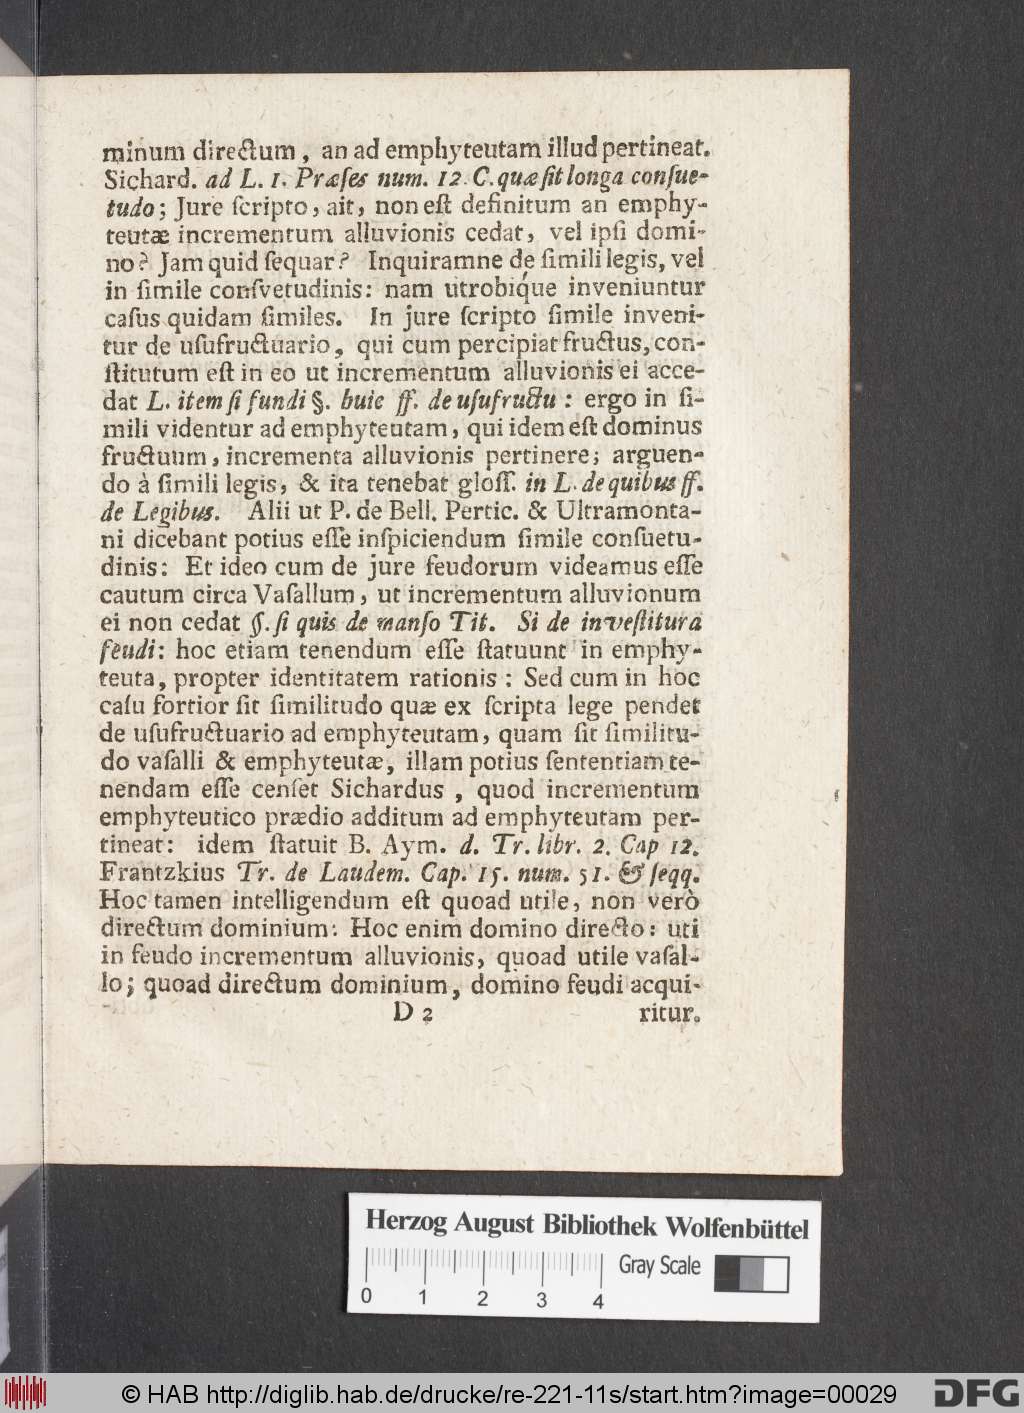 minum directum, an ad emphyteutam illud pertineat.
Sichard. ad L. 1. Præſes num. 12. C. quæ ſit longa conſue-
tudo; Jure ſcripto, ait, non eſt definitum an emphy-
teutæ incrementum alluvionis cedat, vel ipſi domi-
no? Jam quid ſequar? Inquiramne de ſimili legis, vel
in ſimile conſvetudinis: nam utrobique inveniuntur
caſus quidam ſimiles. In jure ſcripto ſimile inveni-
tur de uſufructuario, qui cum percipiat fructus, con-
ſtitutum eſt in eo ut incrementum alluvionis ei acce-
dat L. item ſi fundi §. huic ff. de uſufructu: ergo in ſi-
mili videntur ad emphyteutam, qui idem eſt dominus
fructuum, incrementa alluvionis pertinere; arguen-
do à ſimili legis, & ita tenebat gloſſ. in L. de quibus ff.
de Legibus. Alii ut P. de Bell. Pertic. & Ultramonta-
ni dicebant potius eſſe inſpiciendum ſimile conſuetu-
dinis: Et ideo cum de jure feudorum videamus eſſe
cautum circa Vaſallum, ut incrementum alluvionum
ei non cedat §. ſi quis de manſo Tit. Si de inveſtitura
feudi: hoc etiam tenendum eſſe ſtatuunt in emphy-
teuta, propter identitatem rationis: Sed cum in hoc
caſu fortior ſit ſimilitudo quæ ex ſcripta lege pendet
de uſufructuario ad emphyteutam, quam ſit ſimilitu-
do vaſalli & emphyteutæ, illam potius ſententiam te-
nendam eſſe cenſet Sichardus, quod incrementum
emphyteutico prædio additum ad emphyteutam per-
tineat: idem ſtatuit B. Aym. d. Tr. libr. 2. Cap 12.
Frantzkius Tr. de Laudem. Cap. 15. num. 51. & ſeqq.
Hoc tamen intelligendum eſt quoad utile, non verò
directum dominium: Hoc enim domino directo: uti
in feudo incrementum alluvionis, quoad utile vaſal-
lo; quoad directum dominium, domino feudi acqui-
D 2 ritur.
Herzog August Bibliothek Wolfenbüttel
Gray Scale
0 1 2 3 4
© HAB http://diglib.hab.de/drucke/re-221-11s/start.htm?image=00029
DFG